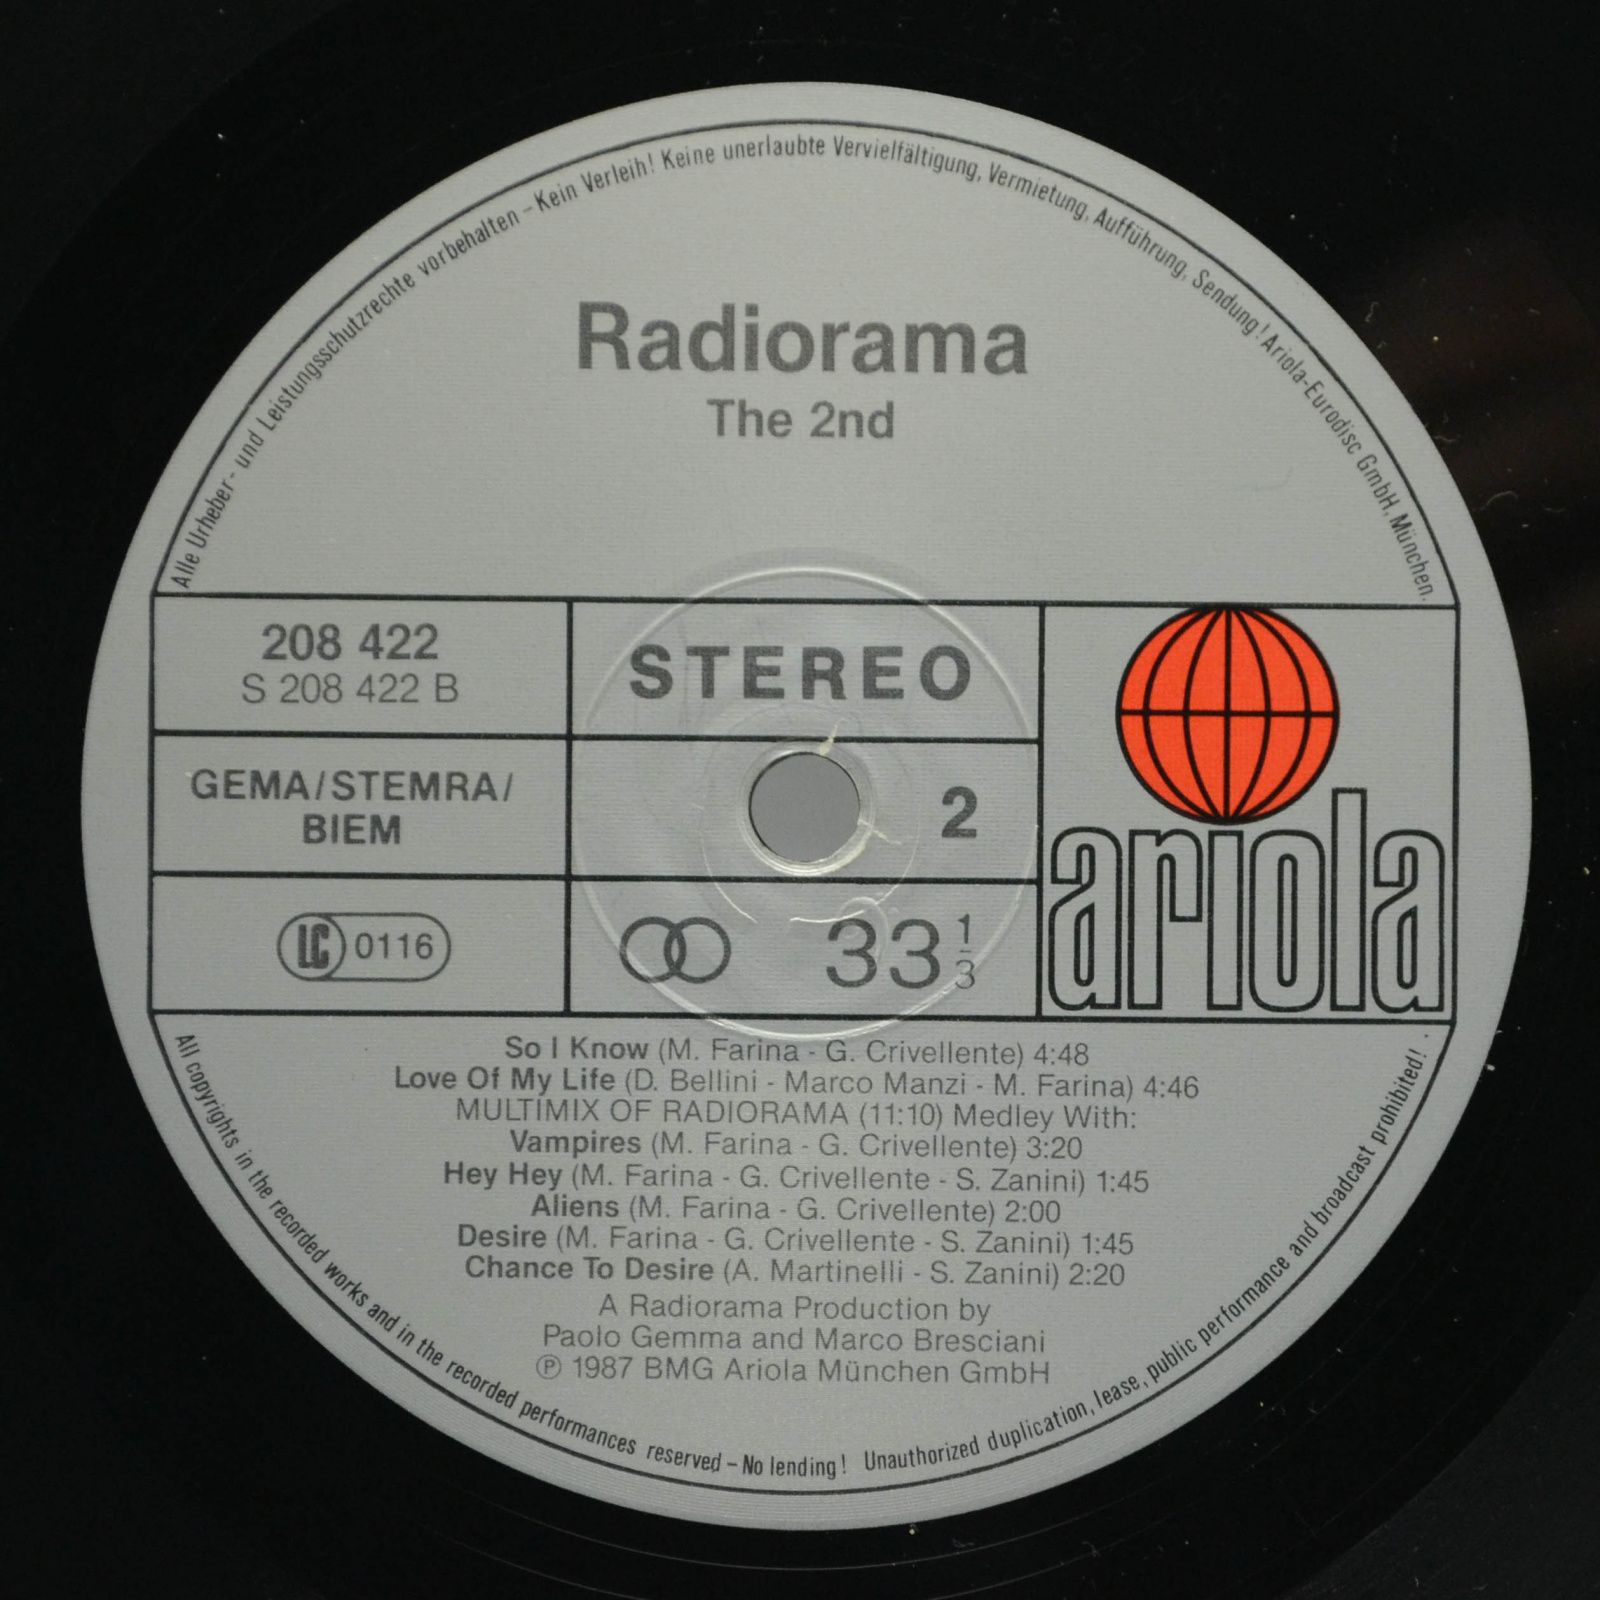 Alle Urheber- und Leistungsschutzrechte vorbehalten – Kein Verleih! Keine unerlaubte Vervielfältigung, Vermietung, Aufführung, Sendung! Ariola-Eurodisc GmbH, München.
Radiorama
The 2nd
208 422
S 208 422 B
STEREO
GEMA/STEMRA/
BIEM
2
LC 0116
33 1/3
ariola
So I Know (M. Farina - G. Crivellente) 4:48
Love Of My Life (D. Bellini - Marco Manzi - M. Farina) 4:46
MULTIMIX OF RADIORAMA (11:10) Medley With:
Vampires (M. Farina - G. Crivellente) 3:20
Hey Hey (M. Farina - G. Crivellente - S. Zanini) 1:45
Aliens (M. Farina - G. Crivellente) 2:00
Desire (M. Farina - G. Crivellente - S. Zanini) 1:45
Chance To Desire (A. Martinelli - S. Zanini) 2:20
A Radiorama Production by
Paolo Gemma and Marco Bresciani
℗ 1987 BMG Ariola München GmbH
All copyrights in the recorded works and in the recorded performances reserved – No lending! Unauthorized duplication, lease, public performance and broadcast prohibited!